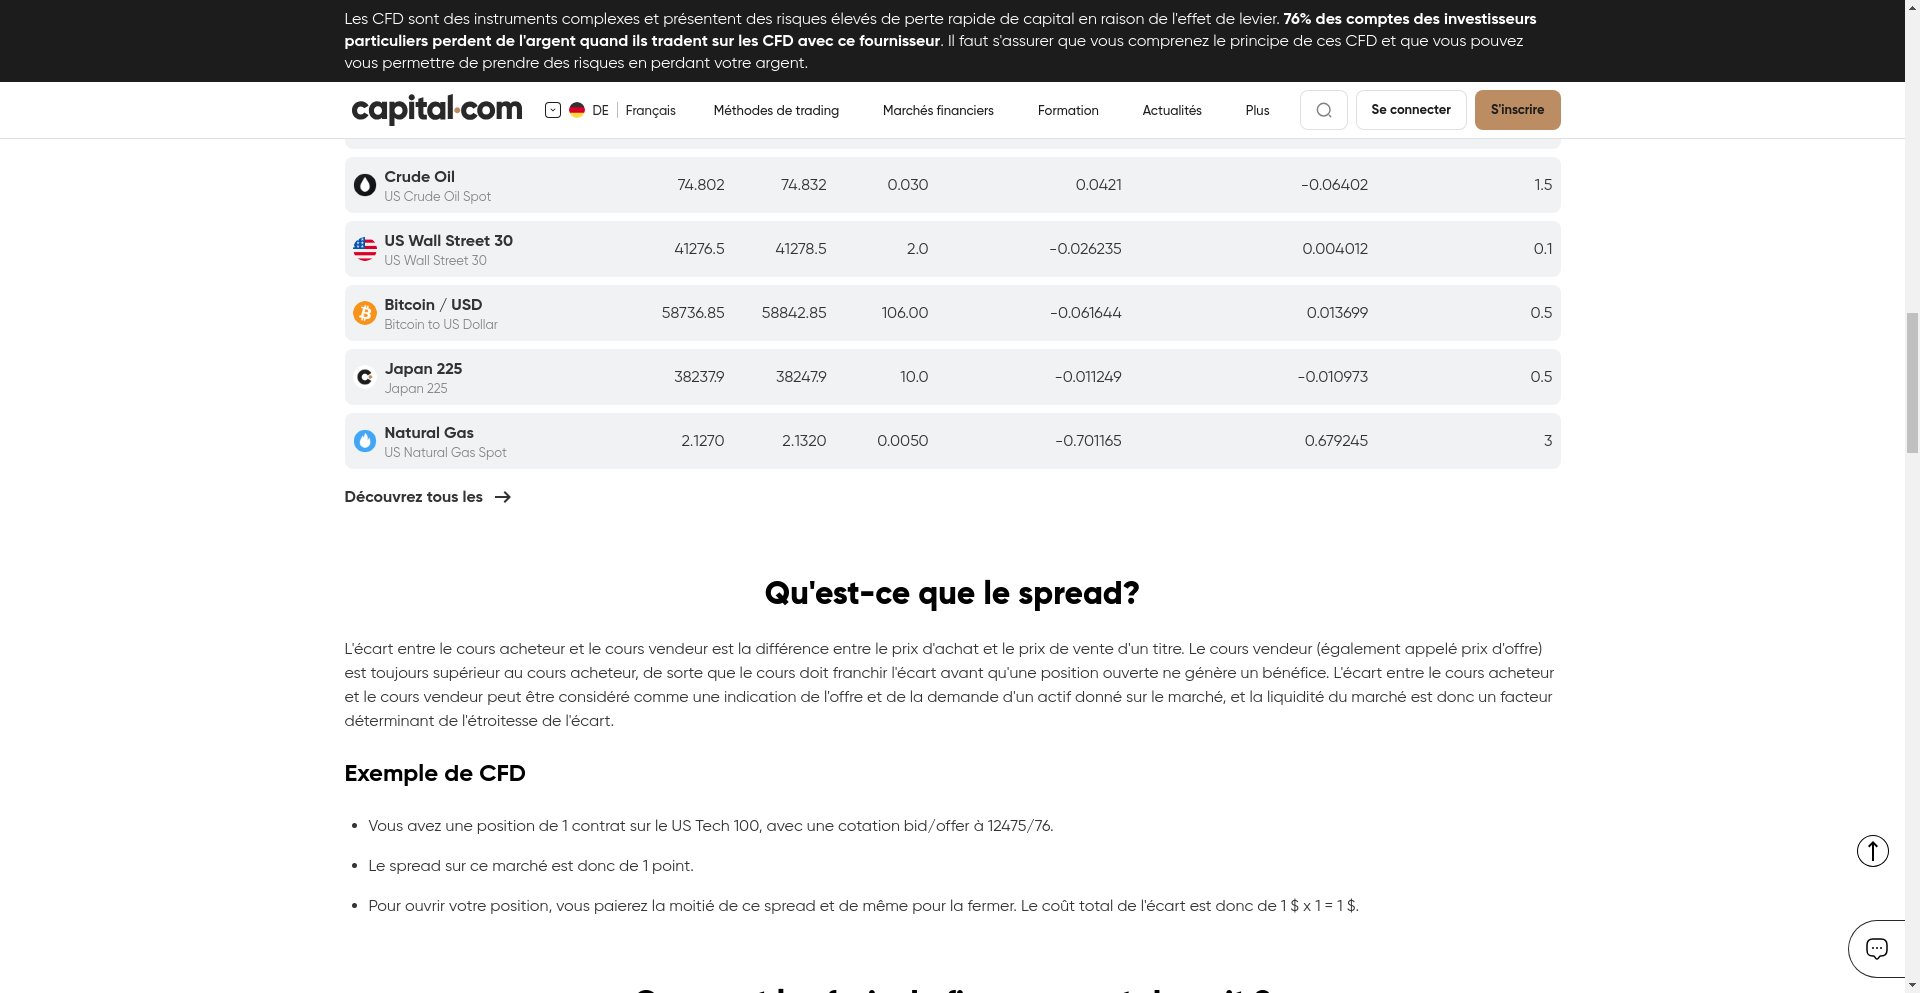 Les CFD sont des instruments complexes et présentent des risques élevés de perte rapide de capital en raison de l'effet de levier. 76% des comptes des investisseurs
particuliers perdent de l'argent quand ils tradent sur les CFD avec ce fournisseur. Il faut s'assurer que vous comprenez le principe de ces CFD et que vous pouvez
vous permettre de prendre des risques en perdant votre argent.
capital.com DE Français Méthodes de trading Marchés financiers Formation Actualités Plus Se connecter S'inscrire
Crude Oil
US Crude Oil Spot
74.802 74.832 0.030 0.0421 -0.06402 1.5
US Wall Street 30
US Wall Street 30
41276.5 41278.5 2.0 -0.026235 0.004012 0.1
Bitcoin / USD
Bitcoin to US Dollar
58736.85 58842.85 106.00 -0.061644 0.013699 0.5
Japan 225
Japan 225
38237.9 38247.9 10.0 -0.011249 -0.010973 0.5
Natural Gas
US Natural Gas Spot
2.1270 2.1320 0.0050 -0.701165 0.679245 3
Découvrez tous les
Qu'est-ce que le spread?
L'écart entre le cours acheteur et le cours vendeur est la différence entre le prix d'achat et le prix de vente d'un titre. Le cours vendeur (également appelé prix d'offre)
est toujours supérieur au cours acheteur, de sorte que le cours doit franchir l'écart avant qu'une position ouverte ne génère un bénéfice. L'écart entre le cours acheteur
et le cours vendeur peut être considéré comme une indication de l'offre et de la demande d'un actif donné sur le marché, et la liquidité du marché est donc un facteur
déterminant de l'étroitesse de l'écart.
Exemple de CFD
• Vous avez une position de 1 contrat sur le US Tech 100, avec une cotation bid/offer à 12475/76.
• Le spread sur ce marché est donc de 1 point.
• Pour ouvrir votre position, vous paierez la moitié de ce spread et de même pour la fermer. Le coût total de l'écart est donc de 1 $ x 1 = 1 $.